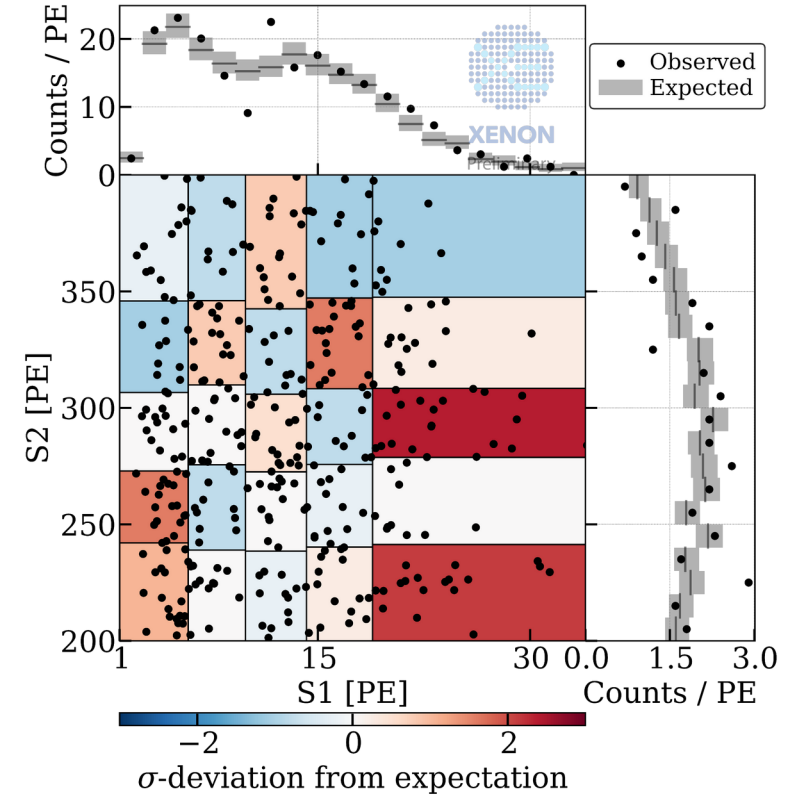 Counts / PE
20
10
0
XENON
Preliminary
Observed
Expected
S2 [PE]
350
300
250
200
1
15
30
0.0
1.5
3.0
S1 [PE]
Counts / PE
−2
0
2
σ-deviation from expectation